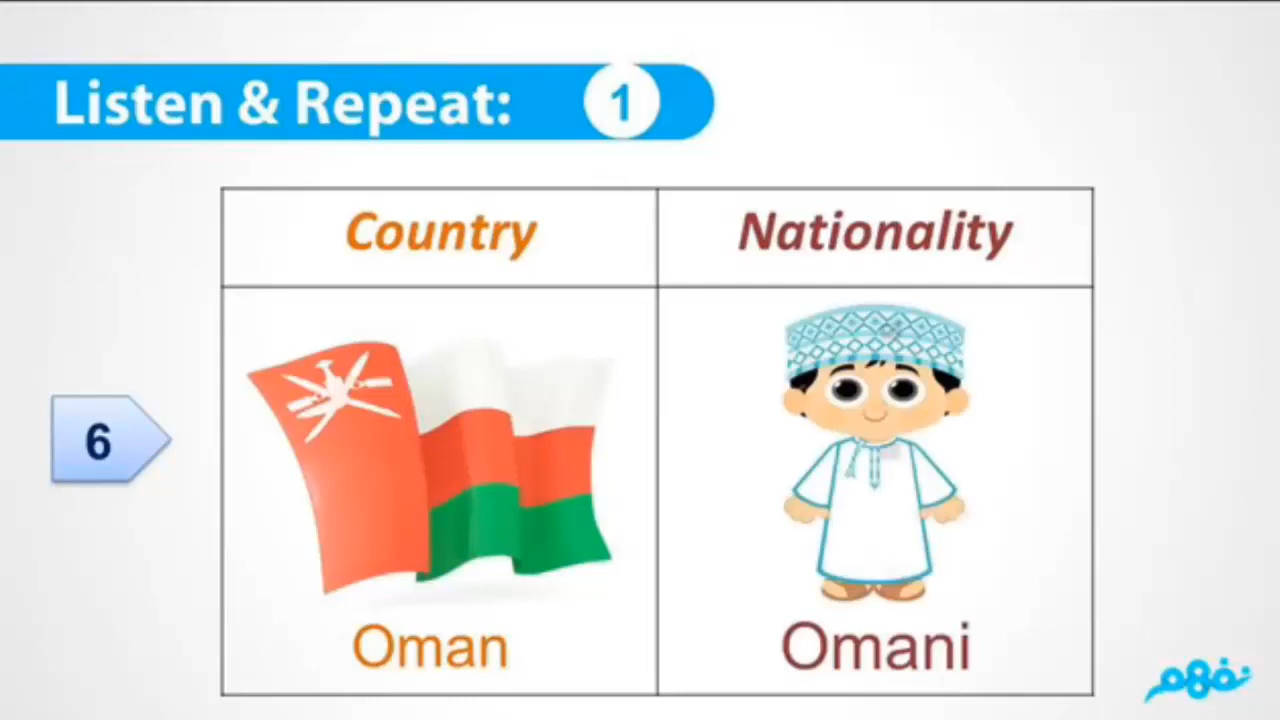 Listen & Repeat: 1
Country Nationality
6
Oman Omani
نفهم